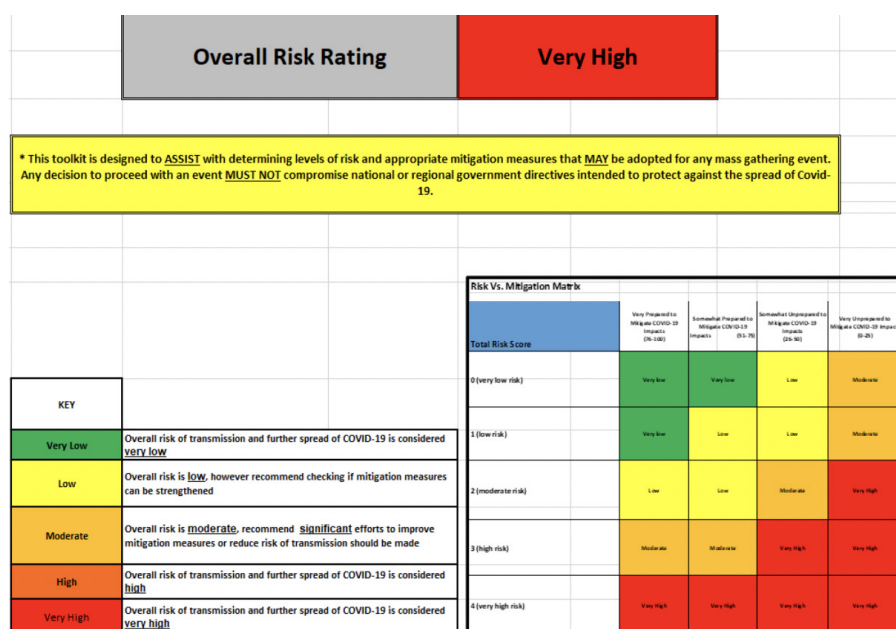 Overall Risk Rating
Very High
* This toolkit is designed to ASSIST with determining levels of risk and appropriate mitigation measures that MAY be adopted for any mass gathering event.
Any decision to proceed with an event MUST NOT compromise national or regional government directives intended to protect against the spread of Covid-
19.
Risk Vs. Mitigation Matrix
Total Risk Score
Very Prepared to
Mitigate COVID-19
Impacts
(76-100)
Somewhat Prepared to
Mitigate COVID-19
Impacts (51-75)
Somewhat Unprepared to
Mitigate COVID-19
Impacts
(26-50)
Very Unprepared to
Mitigate COVID-19 Impac
(0-25)
0 (very low risk)
Very low
Very low
Low
Moderate
1 (low risk)
Very low
Low
Low
Moderate
2 (moderate risk)
Low
Low
Moderate
Very High
3 (high risk)
Moderate
Moderate
Very High
Very High
4 (very high risk)
Very High
Very High
Very High
Very High
KEY
Very Low
Overall risk of transmission and further spread of COVID-19 is considered
very low
Low
Overall risk is low, however recommend checking if mitigation measures
can be strengthened
Moderate
Overall risk is moderate, recommend significant efforts to improve
mitigation measures or reduce risk of transmission should be made
High
Overall risk of transmission and further spread of COVID-19 is considered
high
Very High
Overall risk of transmission and further spread of COVID-19 is considered
very high